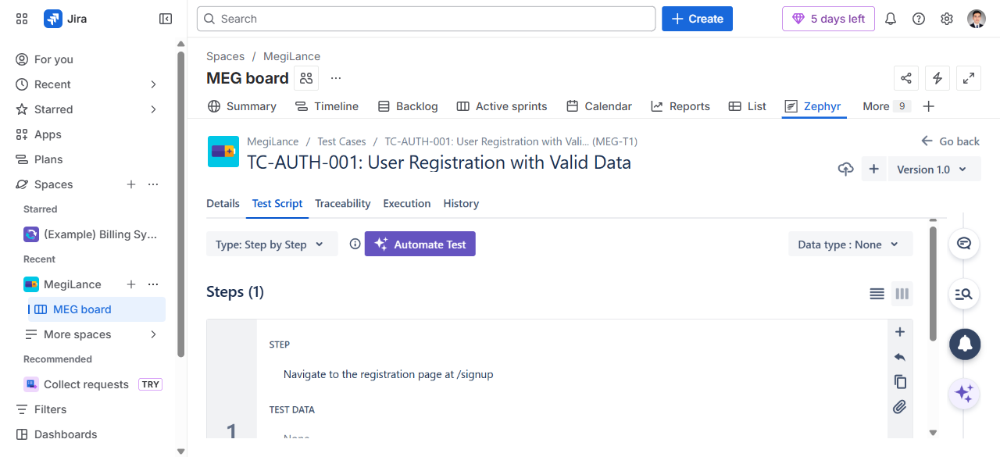 Jira
Search
Create
5 days left
For you
Recent
Starred
Apps
Plans
Spaces
Starred
(Example) Billing Sy...
Recent
MegiLance
MEG board
More spaces
Recommended
Collect requests TRY
Filters
Dashboards
Spaces / MegiLance
MEG board
Summary Timeline Backlog Active sprints Calendar Reports List Zephyr More 9
MegiLance / Test Cases / TC-AUTH-001: User Registration with Vali... (MEG-T1)
Go back
TC-AUTH-001: User Registration with Valid Data
Version 1.0
Details Test Script Traceability Execution History
Type: Step by Step Automate Test Data type : None
Steps (1)
STEP
Navigate to the registration page at /signup
TEST DATA
1
None